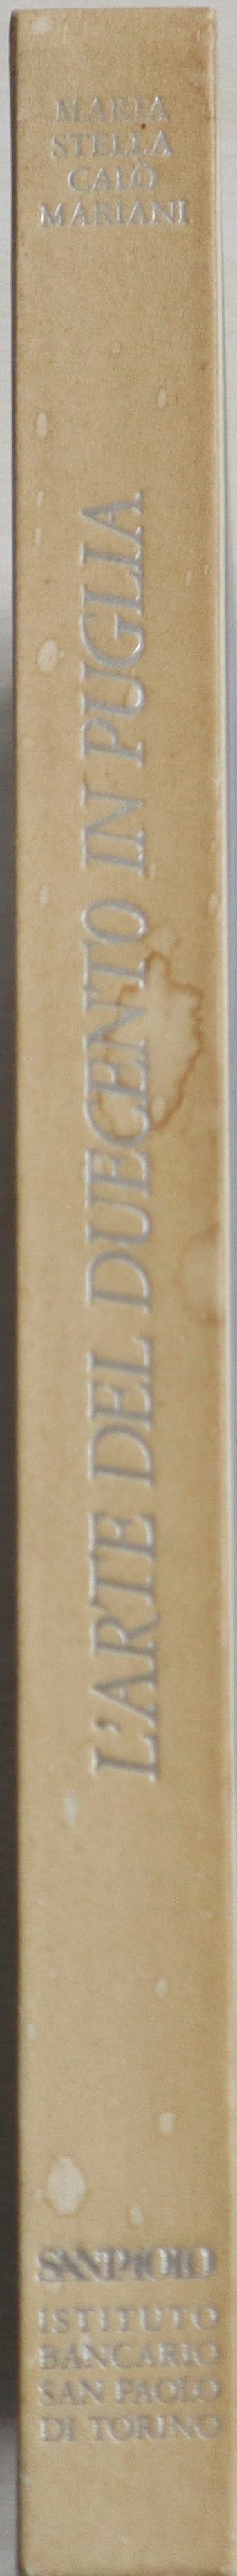 MARIA
STELLA
CALÒ
MARIANI
L'ARTE DEL DUECENTO IN PUGLIA
SANPAOLO
ISTITUTO
BANCARIO
SAN PAOLO
DI TORINO